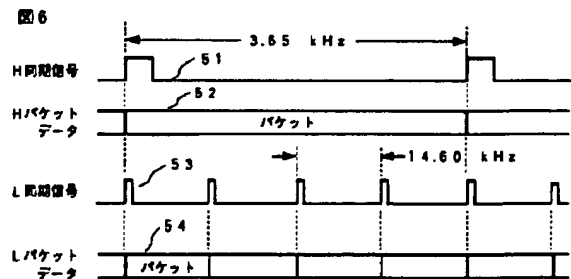 図6
3.65 kHz
H同期信号
51
52
Hパケット
データ
パケット
14.60 kHz
53
L同期信号
54
Lパケット
データ
パケット